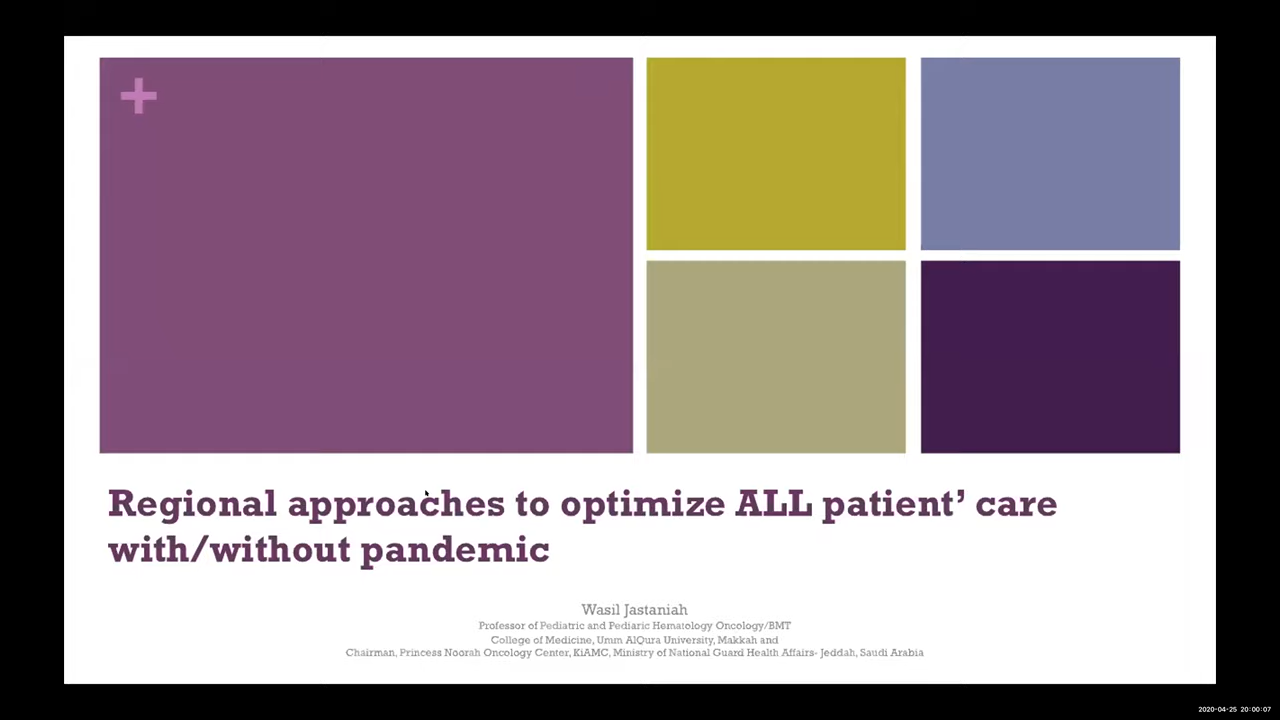 +
Regional approaches to optimize ALL patient’ care
with/without pandemic
Wasil Jastaniah
Professor of Pediatric and Pediaric Hematology Oncology/BMT
College of Medicine, Umm AlQura University, Makkah and
Chairman, Princess Noorah Oncology Center, KiAMC, Ministry of National Guard Health Affairs- Jeddah, Saudi Arabia
2020-04-25 20:00:07